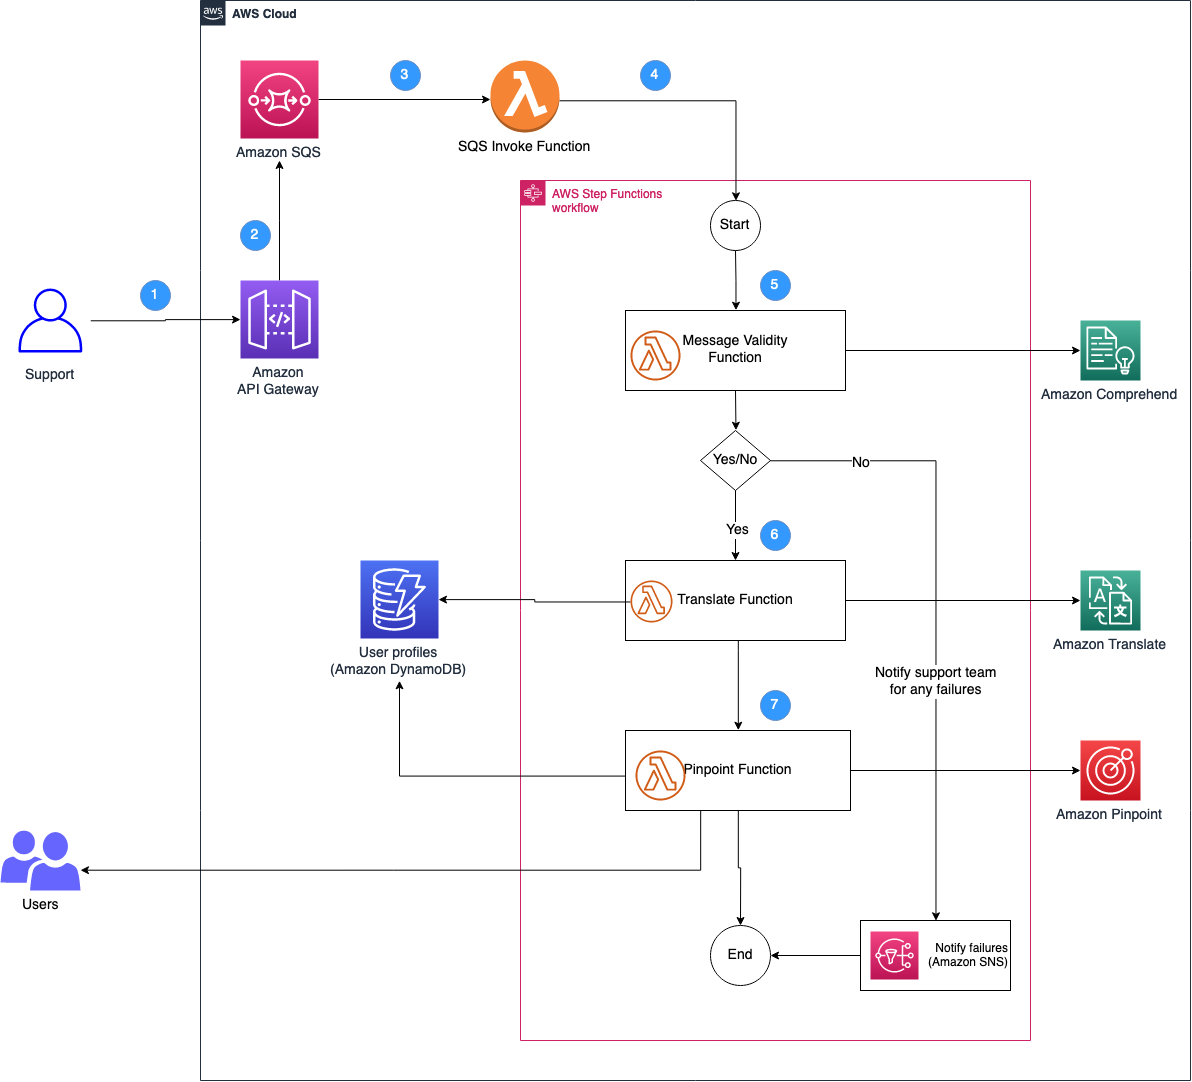 aws
AWS Cloud
3
4
Amazon SQS
SQS Invoke Function
AWS Step Functions
workflow
Start
2
1
5
Support
Amazon
API Gateway
</>
Message Validity
Function
Amazon Comprehend
Yes/No
No
Yes
6
Translate Function
A
文
Amazon Translate
User profiles
(Amazon DynamoDB)
Notify support team
for any failures
7
Pinpoint Function
Amazon Pinpoint
Users
End
Notify failures
(Amazon SNS)